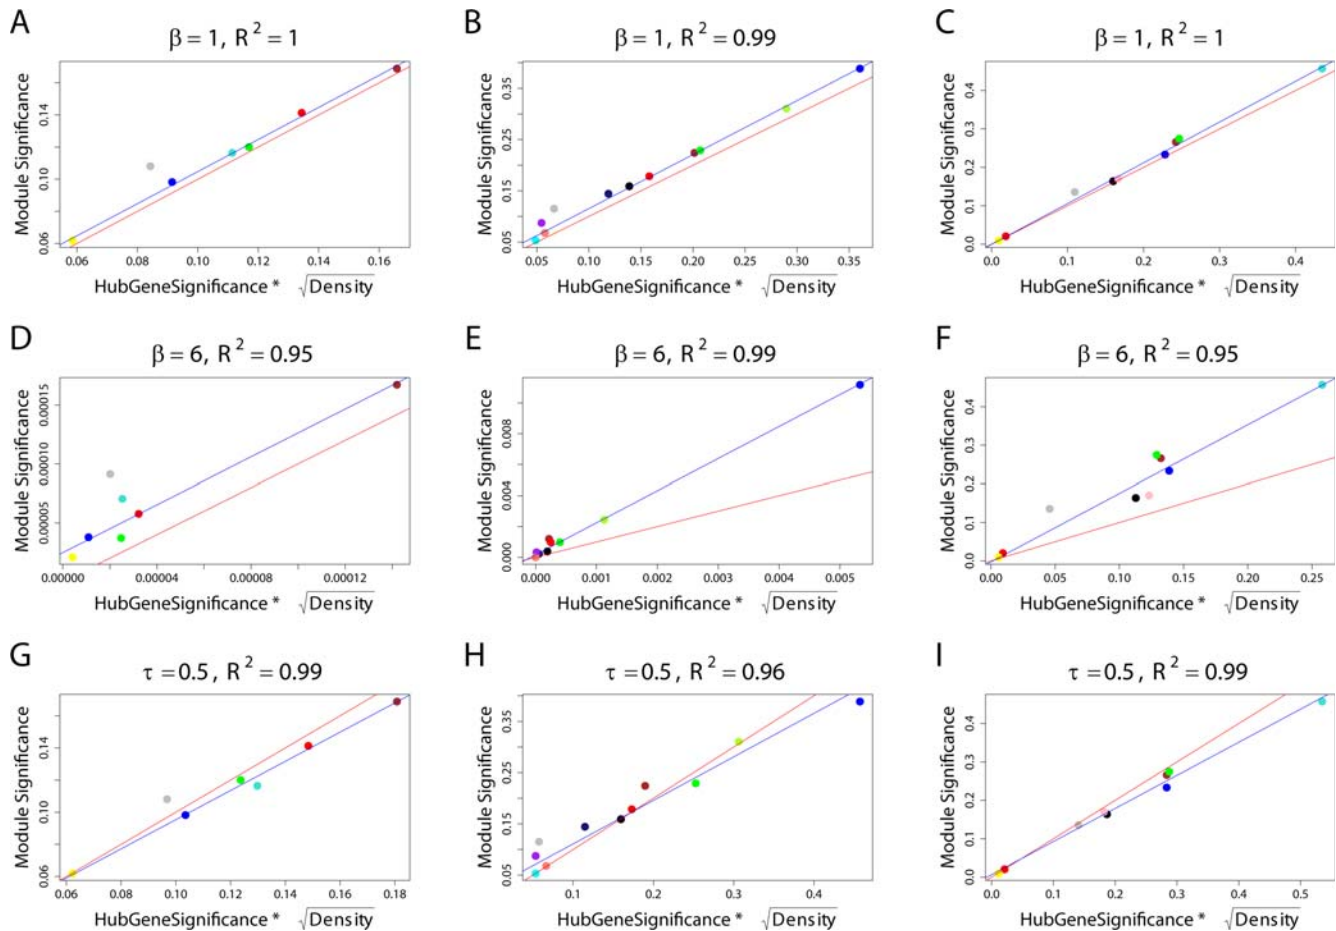 A
β = 1, R² = 1
Module Significance
0.06 0.10 0.14
0.06 0.08 0.10 0.12 0.14 0.16
HubGeneSignificance * √Density
B
β = 1, R² = 0.99
Module Significance
0.05 0.15 0.25 0.35
0.05 0.10 0.15 0.20 0.25 0.30 0.35
HubGeneSignificance * √Density
C
β = 1, R² = 1
Module Significance
0.0 0.1 0.2 0.3 0.4
0.0 0.1 0.2 0.3 0.4
HubGeneSignificance * √Density
D
β = 6, R² = 0.95
Module Significance
0.00005 0.00010 0.00015
0.00000 0.00004 0.00008 0.00012
HubGeneSignificance * √Density
E
β = 6, R² = 0.99
Module Significance
0.000 0.004 0.008
0.000 0.001 0.002 0.003 0.004 0.005
HubGeneSignificance * √Density
F
β = 6, R² = 0.95
Module Significance
0.0 0.1 0.2 0.3 0.4
0.00 0.05 0.10 0.15 0.20 0.25
HubGeneSignificance * √Density
G
τ = 0.5 , R² = 0.99
Module Significance
0.06 0.10 0.14
0.06 0.08 0.10 0.12 0.14 0.16 0.18
HubGeneSignificance * √Density
H
τ = 0.5 , R² = 0.96
Module Significance
0.05 0.15 0.25 0.35
0.1 0.2 0.3 0.4
HubGeneSignificance * √Density
I
τ = 0.5 , R² = 0.99
Module Significance
0.0 0.1 0.2 0.3 0.4
0.0 0.1 0.2 0.3 0.4 0.5
HubGeneSignificance * √Density